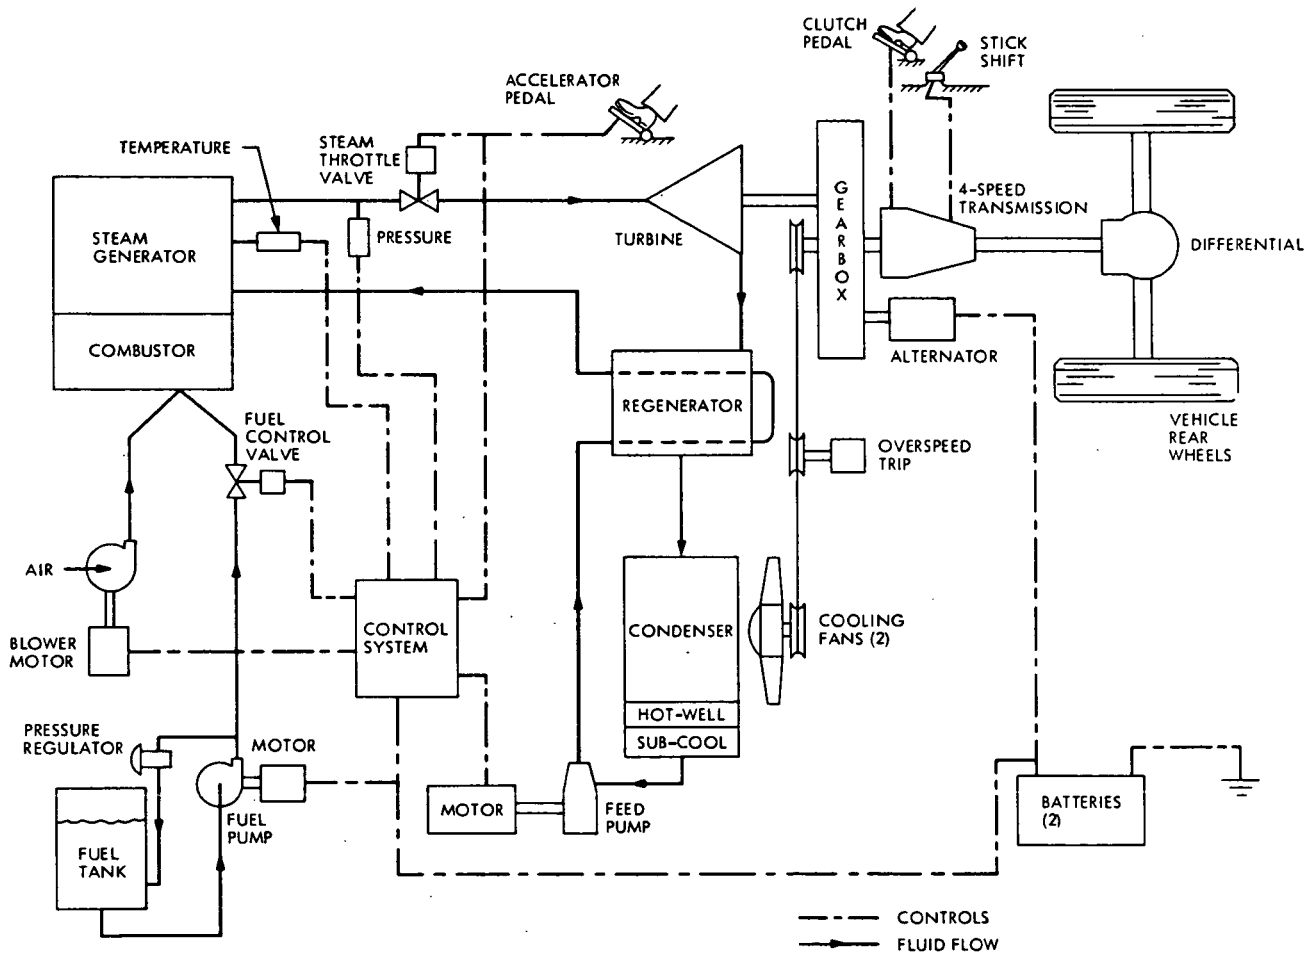 CLUTCH
PEDAL
STICK
SHIFT
ACCELERATOR
PEDAL
TEMPERATURE
STEAM
THROTTLE
VALVE
STEAM
GENERATOR
PRESSURE
TURBINE
GEARBOX
4-SPEED
TRANSMISSION
DIFFERENTIAL
COMBUSTOR
ALTERNATOR
REGENERATOR
FUEL
CONTROL
VALVE
OVERSPEED
TRIP
VEHICLE
REAR
WHEELS
AIR
BLOWER
MOTOR
CONTROL
SYSTEM
CONDENSER
COOLING
FANS (2)
HOT-WELL
SUB-COOL
PRESSURE
REGULATOR
MOTOR
FUEL
PUMP
FUEL
TANK
MOTOR
FEED
PUMP
BATTERIES
(2)
CONTROLS
FLUID FLOW